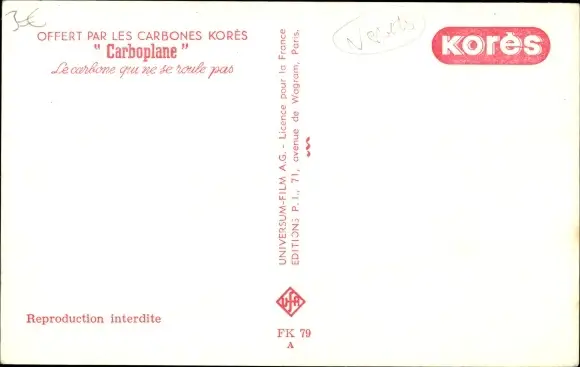 3€
OFFERT PAR LES CARBONES KORÈS
" Carboplane "
Le carbone qui ne se roule pas
Korès
UNIVERSUM-FILM A.G. - Licence pour la France
EDITIONS P. I., 71, avenue de Wagram, Paris.
UFA
Reproduction interdite
FK 79
A